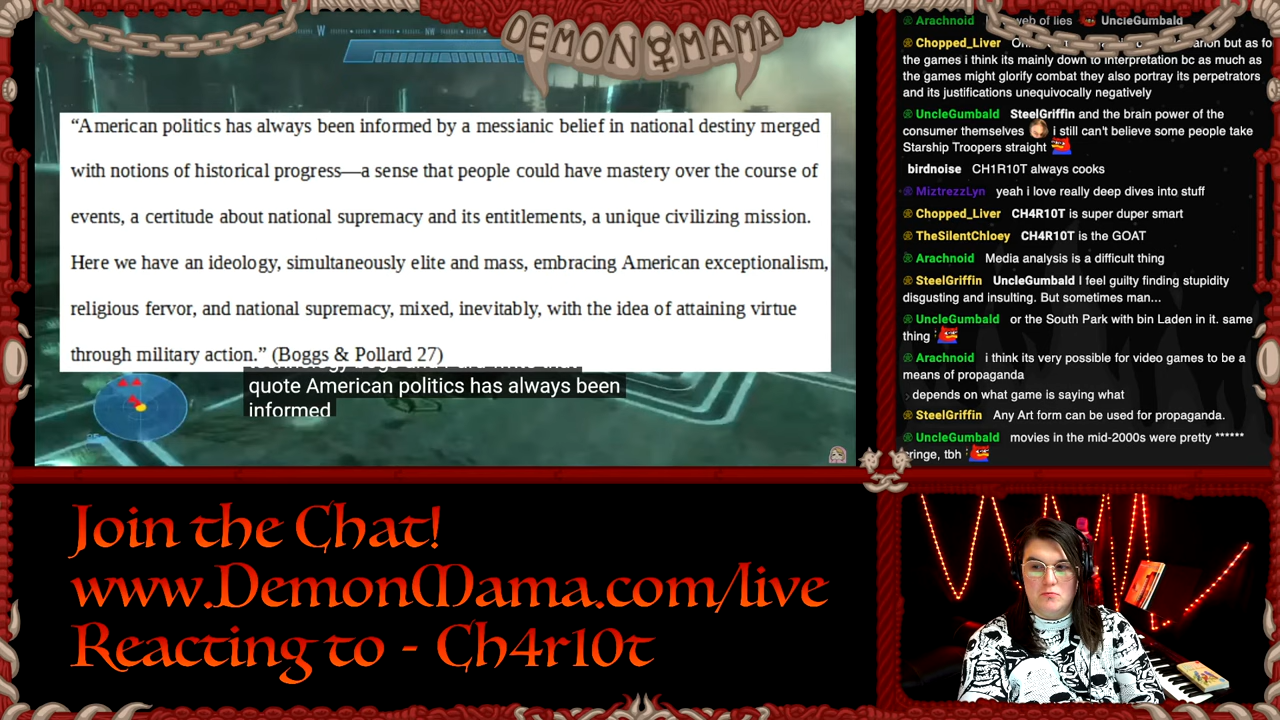 DEMON MAMA
W
NW
“American politics has always been informed by a messianic belief in national destiny merged
with notions of historical progress—a sense that people could have mastery over the course of
events, a certitude about national supremacy and its entitlements, a unique civilizing mission.
Here we have an ideology, simultaneously elite and mass, embracing American exceptionalism,
religious fervor, and national supremacy, mixed, inevitably, with the idea of attaining virtue
through military action.” (Boggs & Pollard 27)
quote American politics has always been
informed
Arachnoid web of lies UncleGumbald
Chopped_Liver but as fo
the games i think its mainly down to interpretation bc as much as
the games might glorify combat they also portray its perpetrators
and its justifications unequivocally negatively
UncleGumbald SteelGriffin and the brain power of the
consumer themselves i still can't believe some people take
Starship Troopers straight
birdnoise CH1R10T always cooks
MiztrezzLyn yeah i love really deep dives into stuff
Chopped_Liver CH4R10T is super duper smart
TheSilentChloey CH4R10T is the GOAT
Arachnoid Media analysis is a difficult thing
SteelGriffin UncleGumbald I feel guilty finding stupidity
disgusting and insulting. But sometimes man...
UncleGumbald or the South Park with bin Laden in it. same
thing
Arachnoid i think its very possible for video games to be a
means of propaganda
depends on what game is saying what
SteelGriffin Any Art form can be used for propaganda.
UncleGumbald movies in the mid-2000s were pretty ******
cringe, tbh
Join the Chat!
www.DemonMama.com/live
Reacting to - Ch4r10t